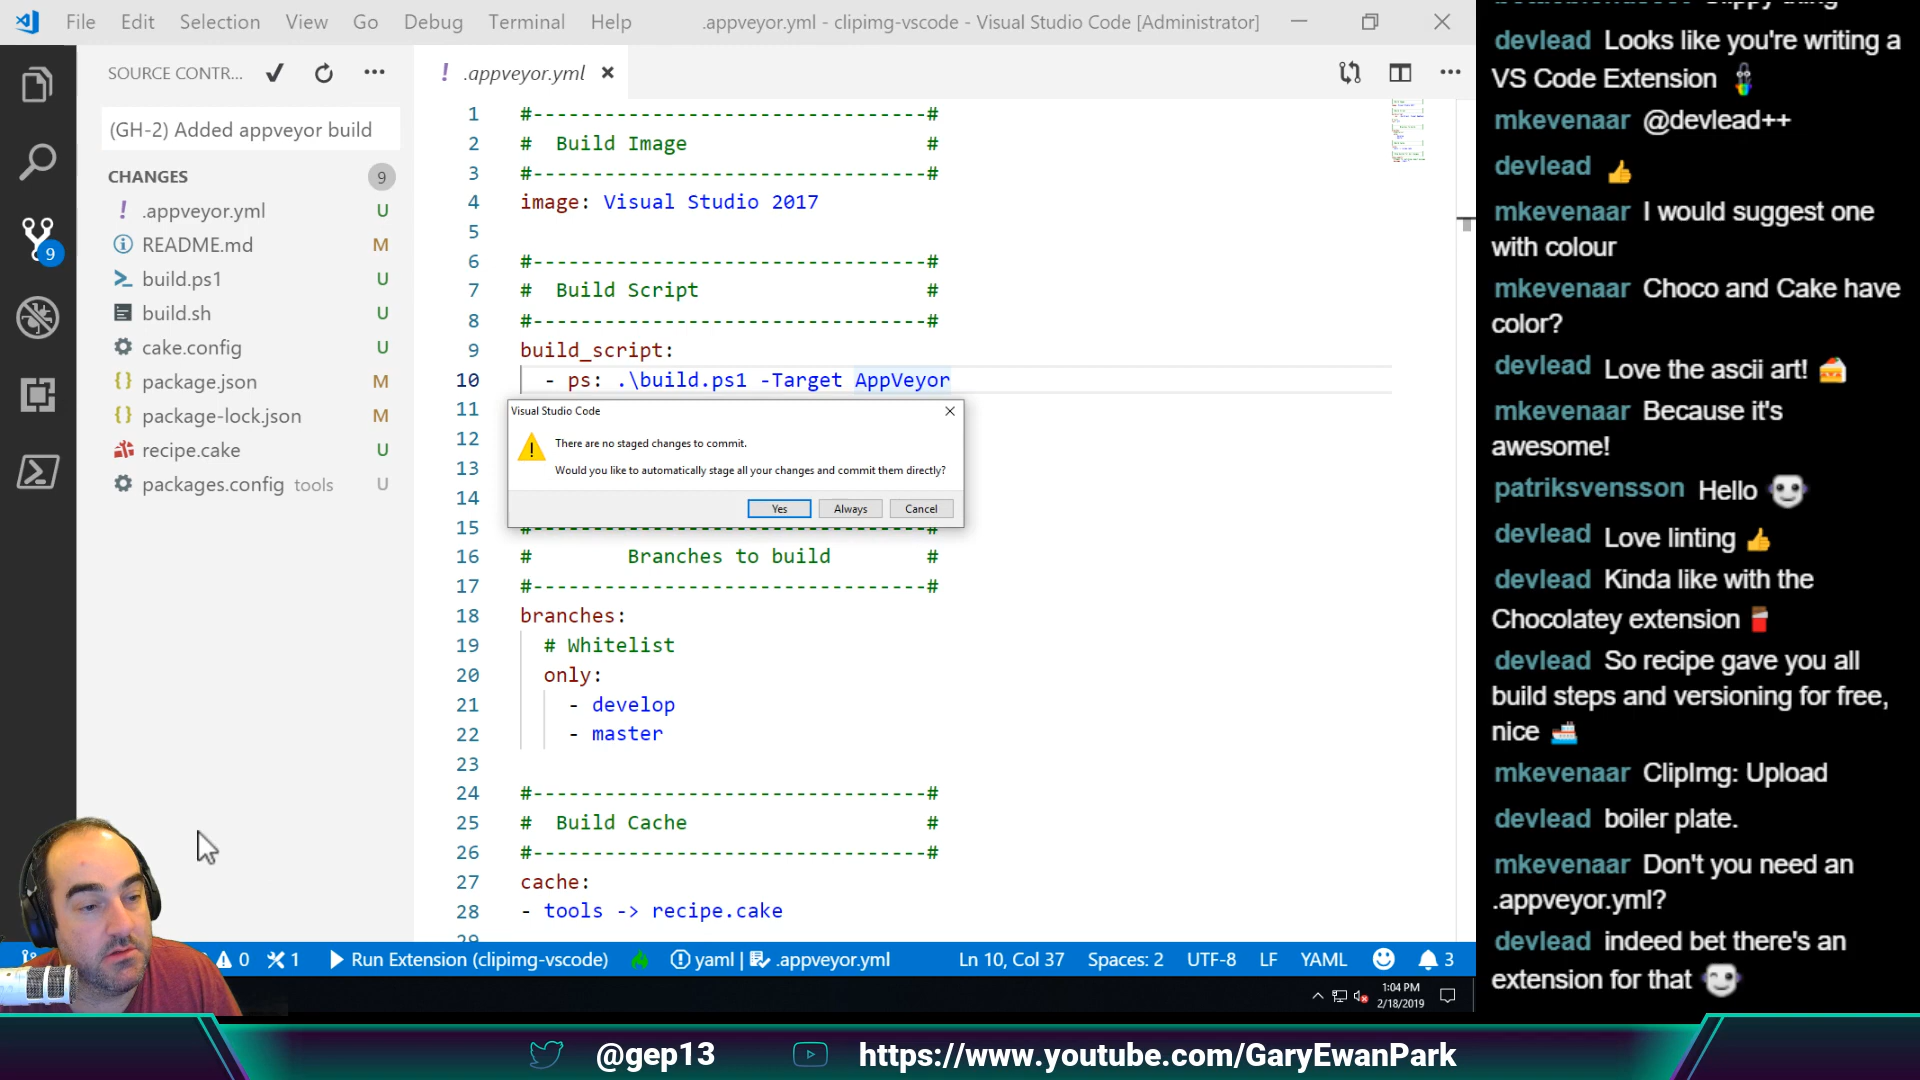 File Edit Selection View Go Debug Terminal Help .appveyor.yml - clipimg-vscode - Visual Studio Code [Administrator]
SOURCE CONTR...
.appveyor.yml
(GH-2) Added appveyor build
CHANGES 9
! .appveyor.yml U
README.md M
build.ps1 U
build.sh U
cake.config U
{} package.json M
{} package-lock.json M
recipe.cake U
packages.config tools U
9
1 #---------------------------------#
2 #  Build Image                    #
3 #---------------------------------#
4 image: Visual Studio 2017
5
6 #---------------------------------#
7 #  Build Script                   #
8 #---------------------------------#
9 build_script:
10   - ps: .\build.ps1 -Target AppVeyor
11
12
13
14
15 #---------------------------------#
16 #        Branches to build        #
17 #---------------------------------#
18 branches:
19   # Whitelist
20   only:
21     - develop
22     - master
23
24 #---------------------------------#
25 #  Build Cache                    #
26 #---------------------------------#
27 cache:
28 - tools -> recipe.cake
29
Visual Studio Code
There are no staged changes to commit.
Would you like to automatically stage all your changes and commit them directly?
Yes Always Cancel
0 1 Run Extension (clipimg-vscode) yaml | .appveyor.yml Ln 10, Col 37 Spaces: 2 UTF-8 LF YAML 3
1:04 PM
2/18/2019
devlead Looks like you're writing a
VS Code Extension
mkevenaar @devlead++
devlead 👍
mkevenaar I would suggest one
with colour
mkevenaar Choco and Cake have
color?
devlead Love the ascii art! 🍰
mkevenaar Because it's
awesome!
patriksvensson Hello
devlead Love linting 👍
devlead Kinda like with the
Chocolatey extension 🍫
devlead So recipe gave you all
build steps and versioning for free,
nice 🚢
mkevenaar ClipImg: Upload
devlead boiler plate.
mkevenaar Don't you need an
.appveyor.yml?
devlead indeed bet there's an
extension for that
@gep13 https://www.youtube.com/GaryEwanPark